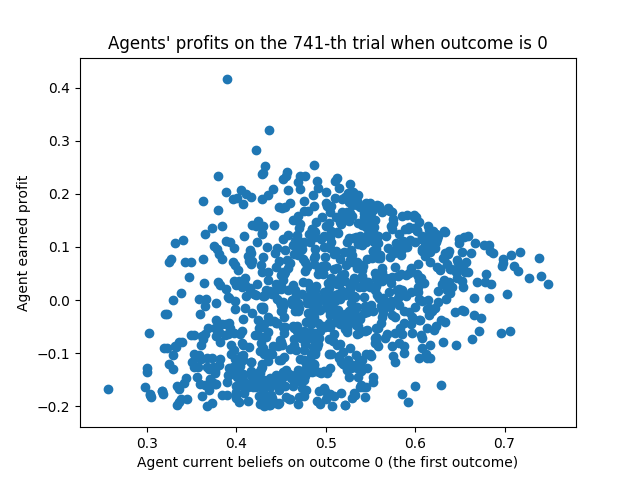 Agents' profits on the 741-th trial when outcome is 0
0.4
0.3
0.2
0.1
0.0
−0.1
−0.2
Agent earned profit
0.3 0.4 0.5 0.6 0.7
Agent current beliefs on outcome 0 (the first outcome)